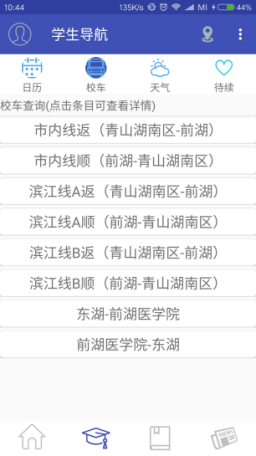 10:44 135K/s MI 44%
学生导航
日历 校车 天气 待续
校车查询(点击条目可查看详情)
市内线返（青山湖南区-前湖）
市内线顺（前湖-青山湖南区）
滨江线A返（青山湖南区-前湖）
滨江线A顺（前湖-青山湖南区）
滨江线B返（青山湖南区-前湖）
滨江线B顺（前湖-青山湖南区）
东湖-前湖医学院
前湖医学院-东湖
NEWS